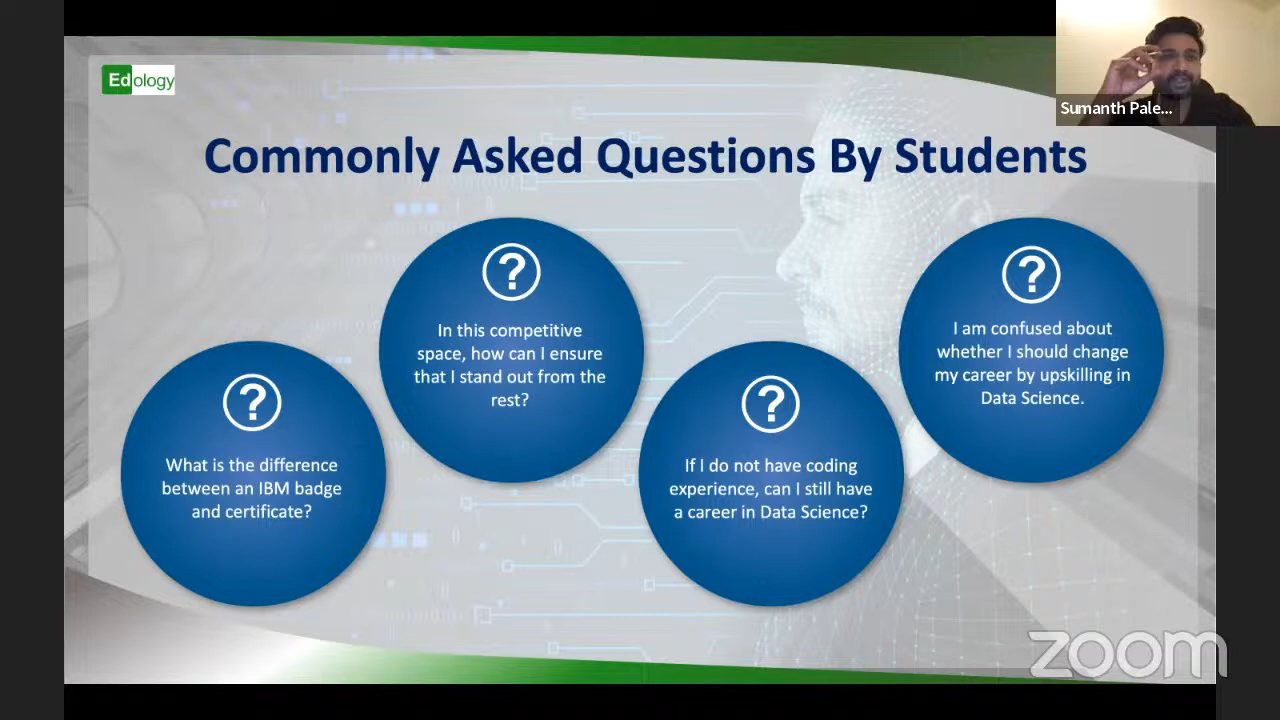 Edology
Sumanth Pale...
Commonly Asked Questions By Students
What is the difference
between an IBM badge
and certificate?
In this competitive
space, how can I ensure
that I stand out from the
rest?
If I do not have coding
experience, can I still have
a career in Data Science?
I am confused about
whether I should change
my career by upskilling in
Data Science.
zoom